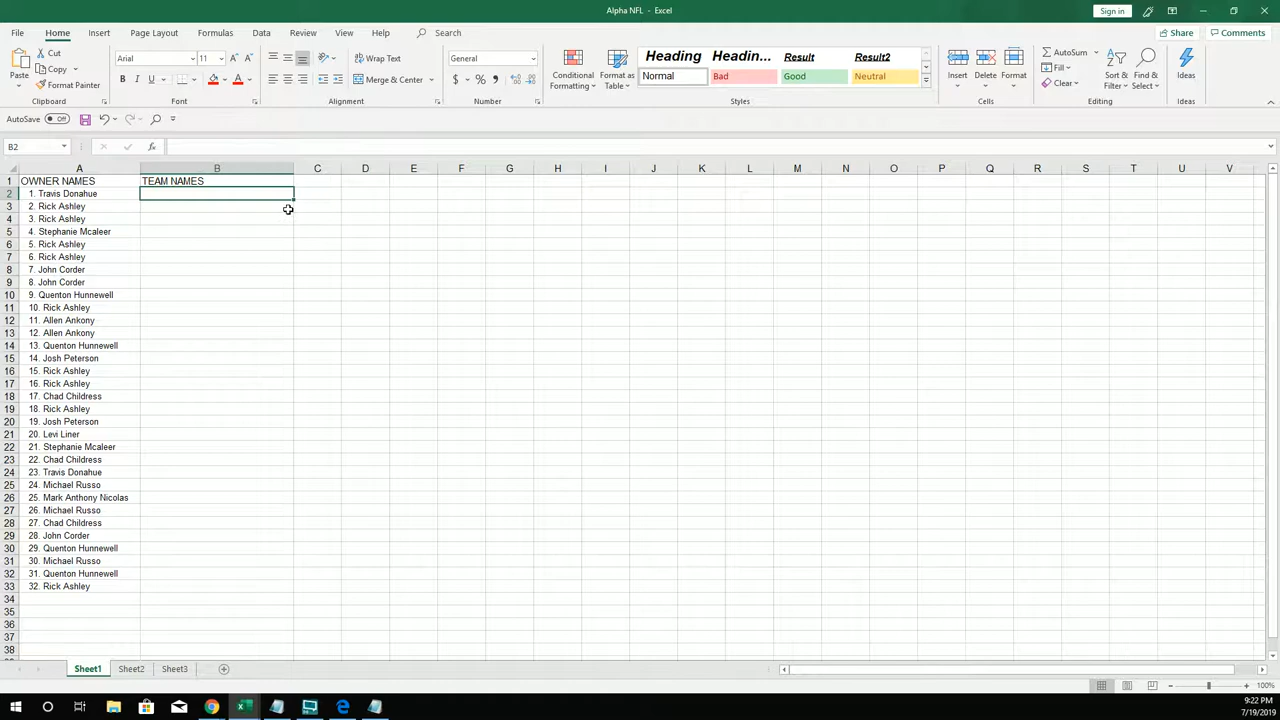 Alpha NFL - Excel
Sign in
File Home Insert Page Layout Formulas Data Review View Help Search
Share Comments
Cut
Copy
Format Painter
Paste
Clipboard
Arial 11
B I U
Font
Wrap Text
Merge & Center
Alignment
General
$ % ,
Number
Conditional Formatting
Format as Table
Heading Headin... Result Result2
Normal Bad Good Neutral
Styles
Insert Delete Format
Cells
AutoSum
Fill
Clear
Sort & Filter
Find & Select
Editing
Ideas
Ideas
AutoSave Off
B2 fx
A B C D E F G H I J K L M N O P Q R S T U V
1 OWNER NAMES TEAM NAMES
2 1. Travis Donahue
3 2. Rick Ashley
4 3. Rick Ashley
5 4. Stephanie Mcaleer
6 5. Rick Ashley
7 6. Rick Ashley
8 7. John Corder
9 8. John Corder
10 9. Quenton Hunnewell
11 10. Rick Ashley
12 11. Allen Ankony
13 12. Allen Ankony
14 13. Quenton Hunnewell
15 14. Josh Peterson
16 15. Rick Ashley
17 16. Rick Ashley
18 17. Chad Childress
19 18. Rick Ashley
20 19. Josh Peterson
21 20. Levi Liner
22 21. Stephanie Mcaleer
23 22. Chad Childress
24 23. Travis Donahue
25 24. Michael Russo
26 25. Mark Anthony Nicolas
27 26. Michael Russo
28 27. Chad Childress
29 28. John Corder
30 29. Quenton Hunnewell
31 30. Michael Russo
32 31. Quenton Hunnewell
33 32. Rick Ashley
34
35
36
37
38
Sheet1 Sheet2 Sheet3
100%
9:22 PM
7/19/2019